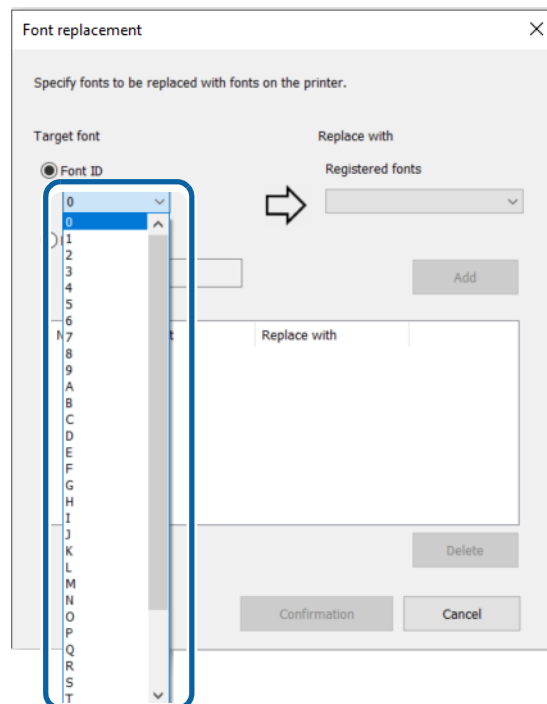 Font replacement
Specify fonts to be replaced with fonts on the printer.
Target font
Replace with
Font ID
Registered fonts
0
0
1
2
3
4
Add
5
6
7
Replace with
8
9
A
B
C
D
E
F
G
H
I
J
K
Delete
L
M
N
O
Confirmation
Cancel
P
Q
R
S
T